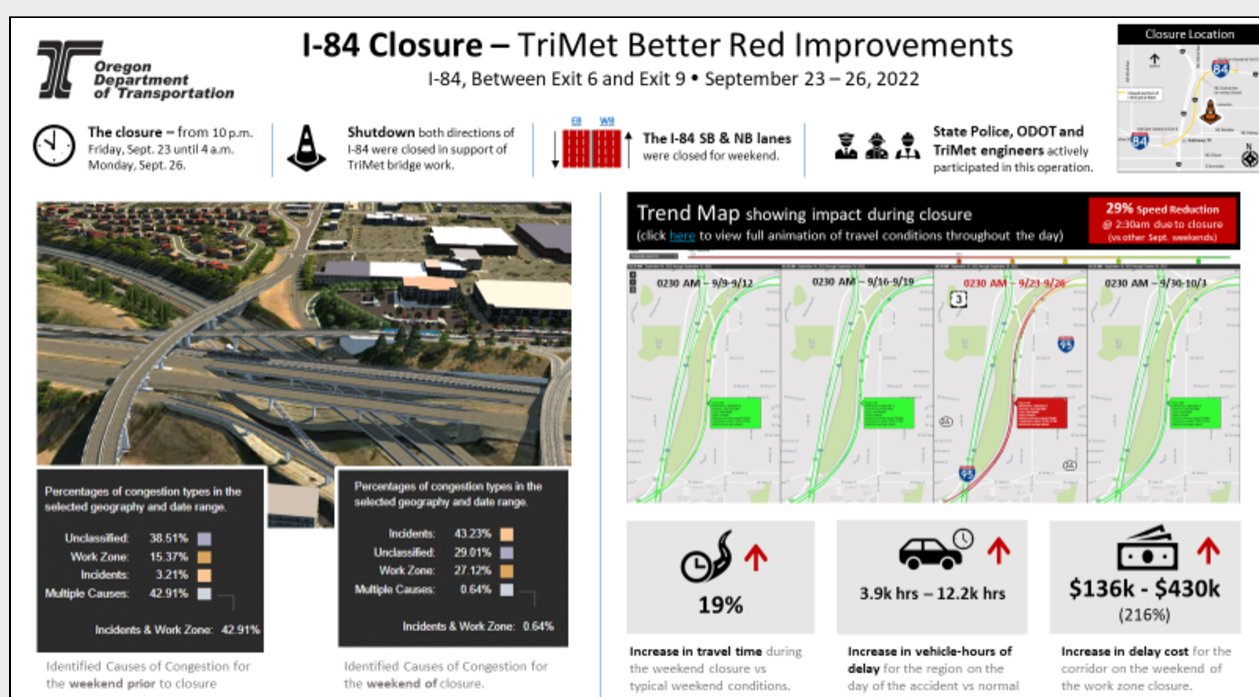 Oregon
Department
of Transportation
I-84 Closure – TriMet Better Red Improvements
I-84, Between Exit 6 and Exit 9 • September 23 – 26, 2022
Closure Location
84
84
The closure – from 10 p.m.
Friday, Sept. 23 until 4 a.m.
Monday, Sept. 26.
Shutdown both directions of
I-84 were closed in support of
TriMet bridge work.
EB WB
The I-84 SB & NB lanes
were closed for weekend.
State Police, ODOT and
TriMet engineers actively
participated in this operation.
Trend Map showing impact during closure
(click here to view full animation of travel conditions throughout the day)
29% Speed Reduction
@ 2:30am due to closure
(vs other Sept. weekends)
0230 AM – 9/9-9/12
0230 AM – 9/16-9/19
0230 AM – 9/23-9/26
0230 AM – 9/30-10/3
3
95
95
Percentages of congestion types in the
selected geography and date range.
Unclassified: 38.51%
Work Zone: 15.37%
Incidents: 3.21%
Multiple Causes: 42.91%
Incidents & Work Zone: 42.91%
Identified Causes of Congestion for
the weekend prior to closure
Percentages of congestion types in the
selected geography and date range.
Incidents: 43.23%
Unclassified: 29.01%
Work Zone: 27.12%
Multiple Causes: 0.64%
Incidents & Work Zone: 0.64%
Identified Causes of Congestion for
the weekend of closure.
19%
Increase in travel time during
the weekend closure vs
typical weekend conditions.
3.9k hrs – 12.2k hrs
Increase in vehicle-hours of
delay for the region on the
day of the accident vs normal
$136k - $430k
(216%)
Increase in delay cost for the
corridor on the weekend of
the work zone closure.